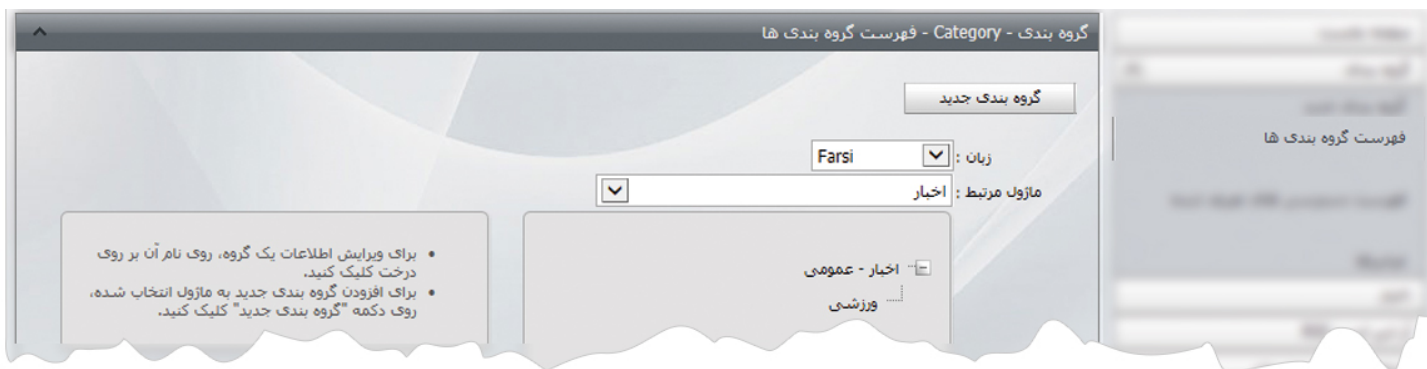 گروه بندی - Category - فهرست گروه بندی ها
گروه بندی جدید
زبان : Farsi
ماژول مرتبط : اخبار
اخبار - عمومی
ورزشی
• برای ویرایش اطلاعات یک گروه، روی نام آن بر روی
درخت کلیک کنید.
• برای افزودن گروه بندی جدید به ماژول انتخاب شده،
روی دکمه "گروه بندی جدید" کلیک کنید.
فهرست گروه بندی ها